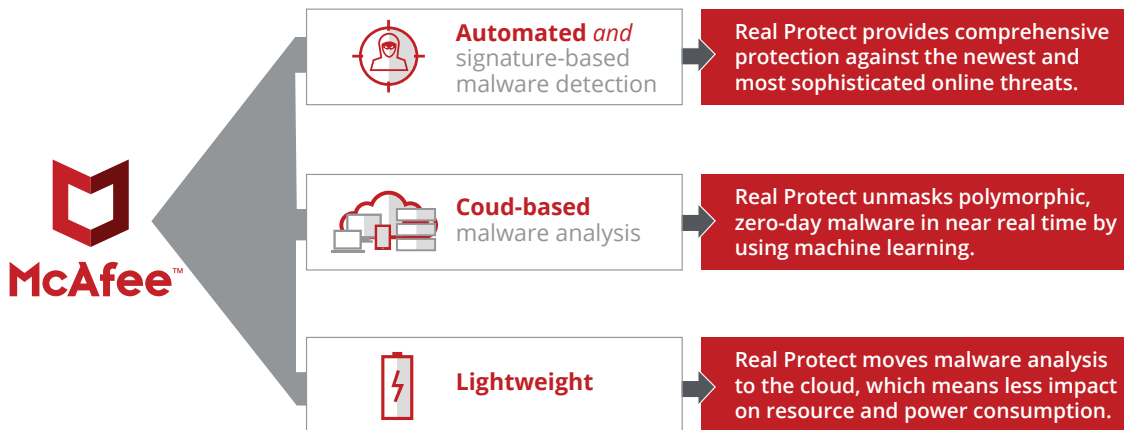 McAfee™
Automated and
signature-based
malware detection
Real Protect provides comprehensive
protection against the newest and
most sophisticated online threats.
Coud-based
malware analysis
Real Protect unmasks polymorphic,
zero-day malware in near real time by
using machine learning.
Lightweight
Real Protect moves malware analysis
to the cloud, which means less impact
on resource and power consumption.